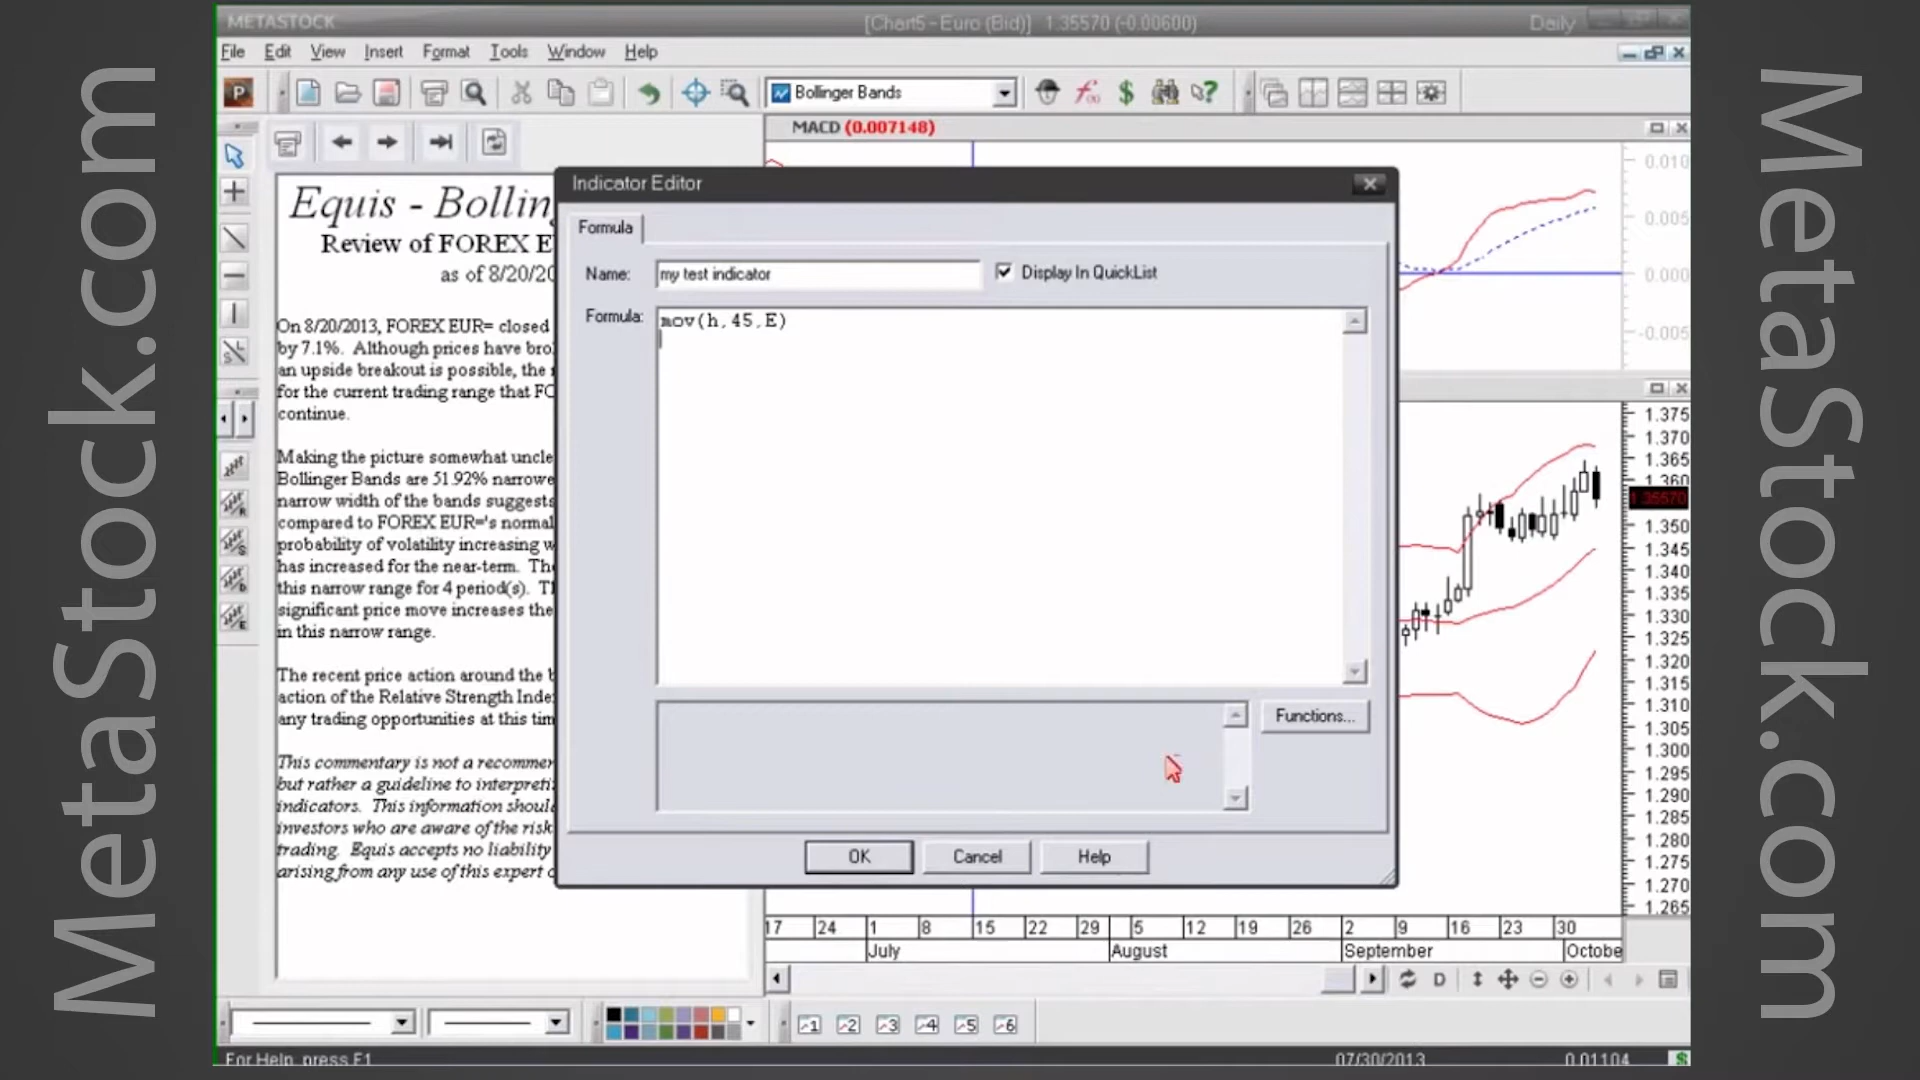 MetaStock.com
METASTOCK
[Chart5 - Euro (Bid)] 1.35570 (-0.00600)
Daily
File Edit View Insert Format Tools Window Help
P
Bollinger Bands
MACD (0.007148)
0.010
0.005
0.000
-0.005
Equis - Bollin
Review of FOREX E
as of 8/20/20
On 8/20/2013, FOREX EUR= closed
by 7.1%. Although prices have bro
an upside breakout is possible, the
for the current trading range that FO
continue.
Making the picture somewhat uncle
Bollinger Bands are 51.92% narrowe
narrow width of the bands suggests
compared to FOREX EUR='s normal
probability of volatility increasing w
has increased for the near-term. The
this narrow range for 4 period(s). T
significant price move increases the
in this narrow range.
The recent price action around the b
action of the Relative Strength Inde
any trading opportunities at this tim
This commentary is not a recommen
but rather a guideline to interpreti
indicators. This information shoul
investors who are aware of the risk
trading. Equis accepts no liability
arising from any use of this expert o
Indicator Editor
Formula
Name: my test indicator
Display In QuickList
Formula: mov(h,45,E)
Functions...
OK Cancel Help
1.375
1.370
1.365
1.360
1.35570
1.350
1.345
1.340
1.335
1.330
1.325
1.320
1.315
1.310
1.305
1.300
1.295
1.290
1.285
1.280
1.275
1.270
1.265
17 24 1 8 15 22 29 5 12 19 26 2 9 16 23 30
July August September Octobe
D
1 2 3 4 5 6
For Help, press F1
07/30/2013 0.01104
MetaStock.com